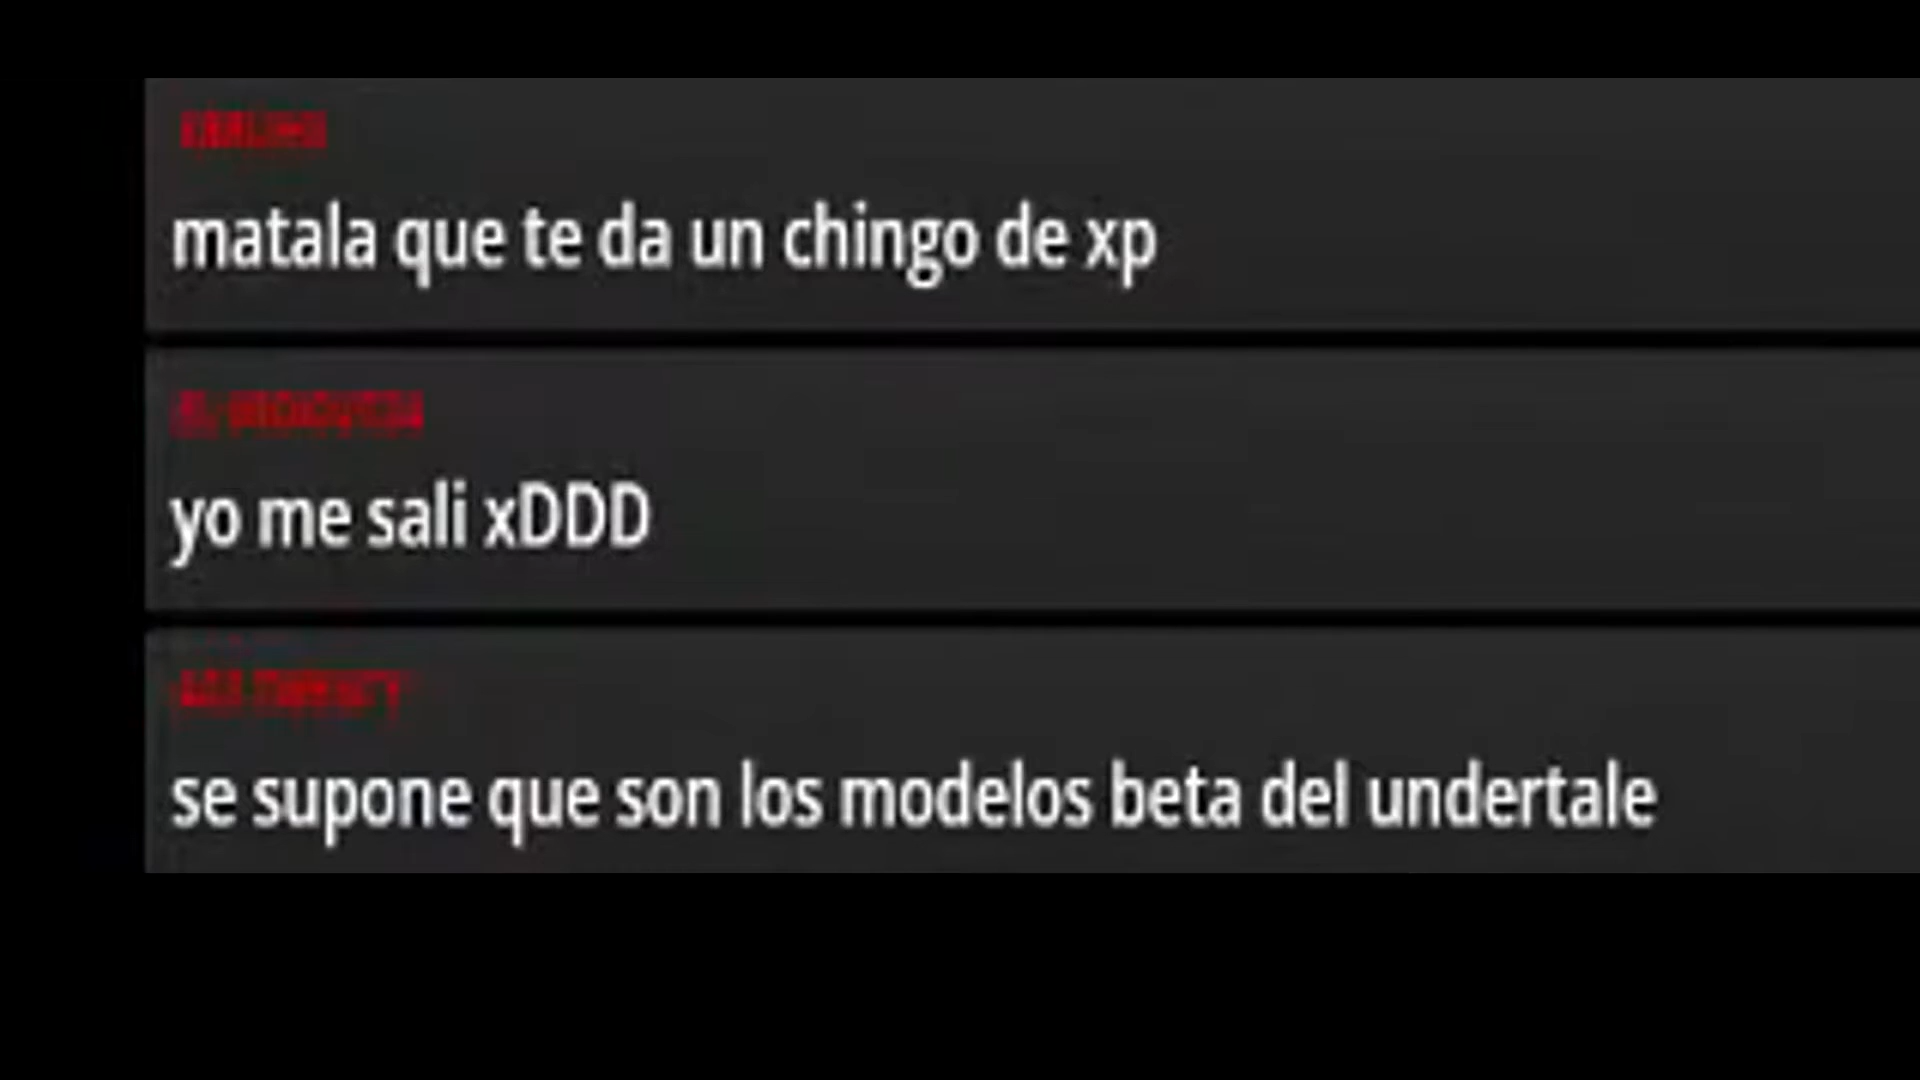 matala que te da un chingo de xp
yo me sali xDDD
se supone que son los modelos beta del undertale